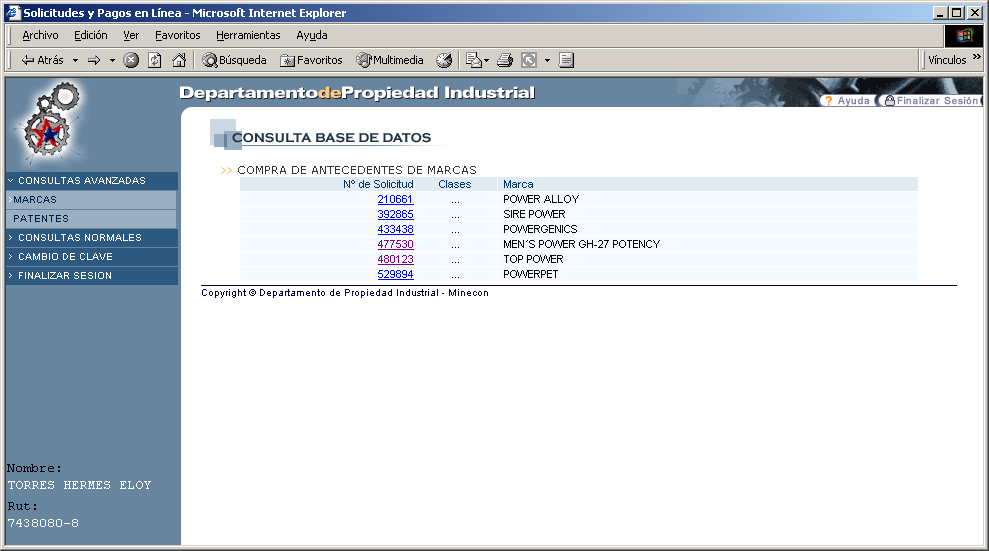 Solicitudes y Pagos en Línea - Microsoft Internet Explorer
Archivo Edición Ver Favoritos Herramientas Ayuda
Atrás Búsqueda Favoritos Multimedia Vínculos »
DepartamentodePropiedad Industrial
? Ayuda Finalizar Sesión
CONSULTA BASE DE DATOS
>> COMPRA DE ANTECEDENTES DE MARCAS
CONSULTAS AVANZADAS
MARCAS
PATENTES
> CONSULTAS NORMALES
> CAMBIO DE CLAVE
> FINALIZAR SESION
Nº de Solicitud Clases Marca
210661 ... POWER ALLOY
392865 ... SIRE POWER
433438 ... POWERGENICS
477530 ... MEN´S POWER GH-27 POTENCY
480123 ... TOP POWER
529894 ... POWERPET
Copyright © Departamento de Propiedad Industrial - Minecon
Nombre:
TORRES HERMES ELOY
Rut:
7438080-8